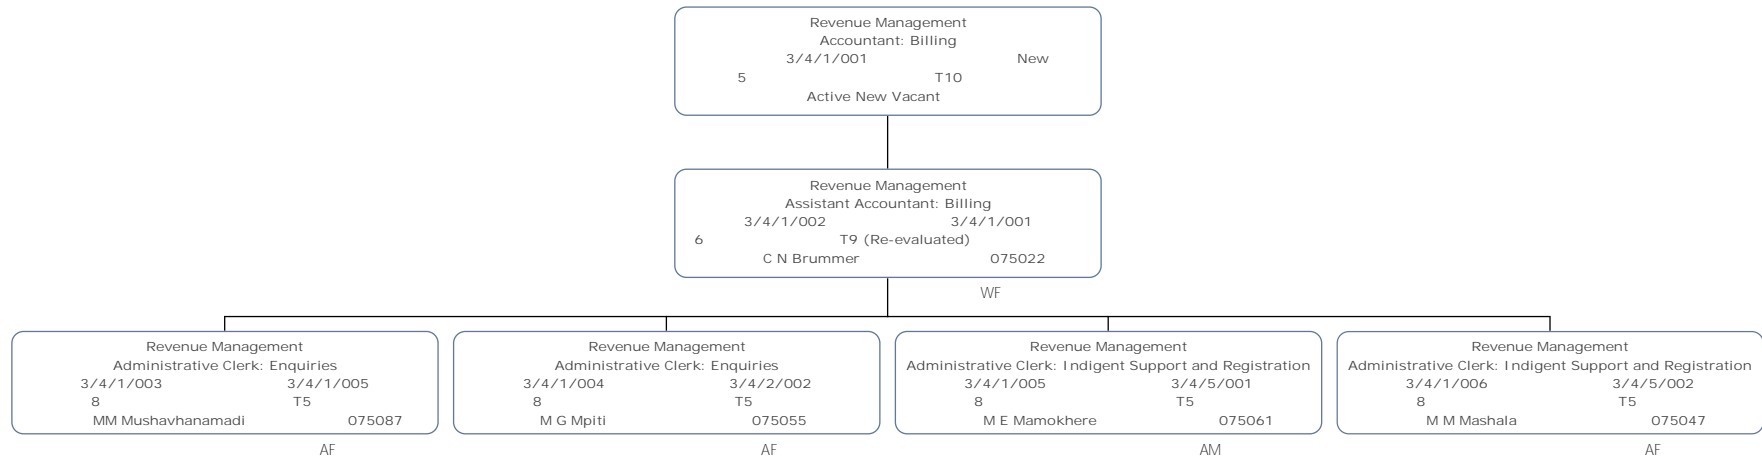 Revenue Management
Accountant: Billing
3/4/1/001 New
5 T10
Active New Vacant
Revenue Management
Assistant Accountant: Billing
3/4/1/002 3/4/1/001
6 T9 (Re-evaluated)
C N Brummer 075022
WF
Revenue Management
Administrative Clerk: Enquiries
3/4/1/003 3/4/1/005
8 T5
MM Mushavhanamadi 075087
AF
Revenue Management
Administrative Clerk: Enquiries
3/4/1/004 3/4/2/002
8 T5
M G Mpiti 075055
AF
Revenue Management
Administrative Clerk: Indigent Support and Registration
3/4/1/005 3/4/5/001
8 T5
M E Mamokhere 075061
AM
Revenue Management
Administrative Clerk: Indigent Support and Registration
3/4/1/006 3/4/5/002
8 T5
M M Mashala 075047
AF